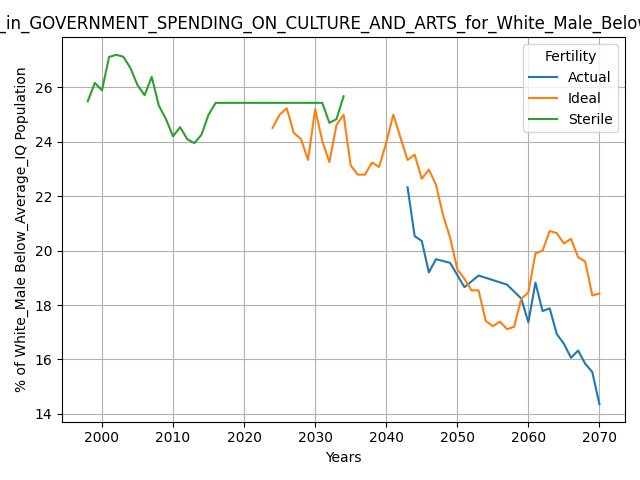 _in_GOVERNMENT_SPENDING_ON_CULTURE_AND_ARTS_for_White_Male_Below
Fertility
Actual
Ideal
Sterile
% of White_Male Below_Average_IQ Population
26
24
22
20
18
16
14
2000 2010 2020 2030 2040 2050 2060 2070
Years